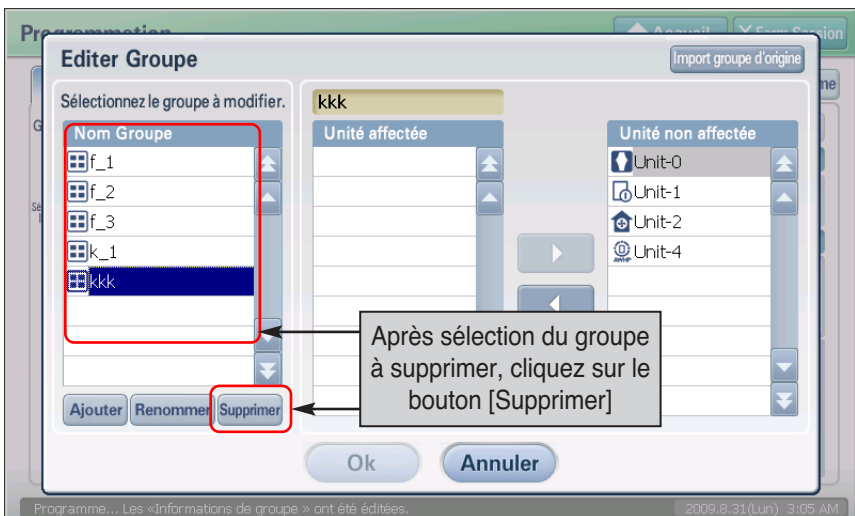 Programmation
Accueil
X Ferm Session
Editer Groupe
Import groupe d'origine
Sélectionnez le groupe à modifier.
kkk
Nom Groupe
Unité affectée
Unité non affectée
f_1
f_2
f_3
k_1
kkk
Unit-0
Unit-1
Unit-2
Unit-4
Après sélection du groupe
à supprimer, cliquez sur le
bouton [Supprimer]
Ajouter
Renommer
Supprimer
Ok
Annuler
Programme... Les «Informations de groupe » ont été éditées.
2009.8.31(Lun) 3:05 AM